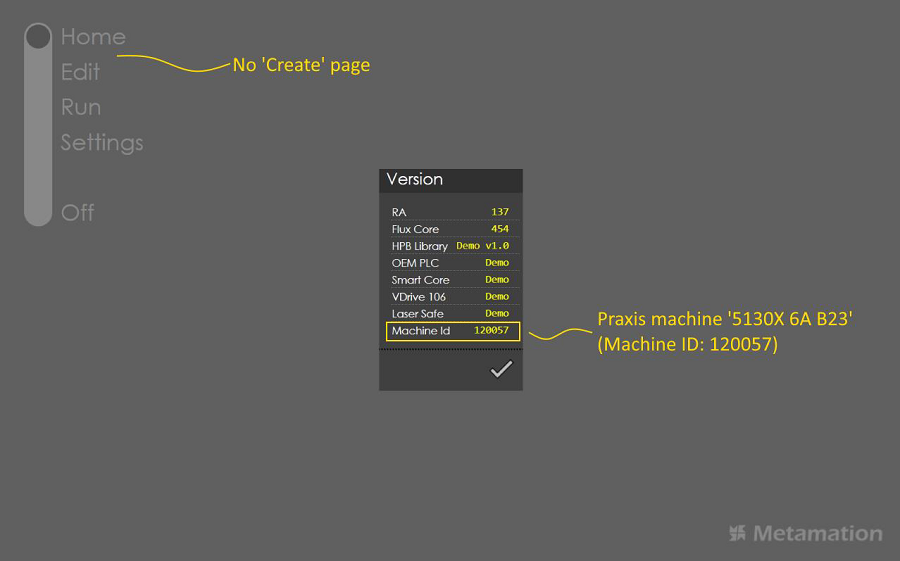 Home
No 'Create' page
Edit
Run
Settings
Off
Version
RA 137
Flux Core 454
HPB Library Demo v1.0
OEM PLC Demo
Smart Core Demo
VDrive 106 Demo
Laser Safe Demo
Machine Id 120057
Praxis machine '5130X 6A B23'
(Machine ID: 120057)
Metamation